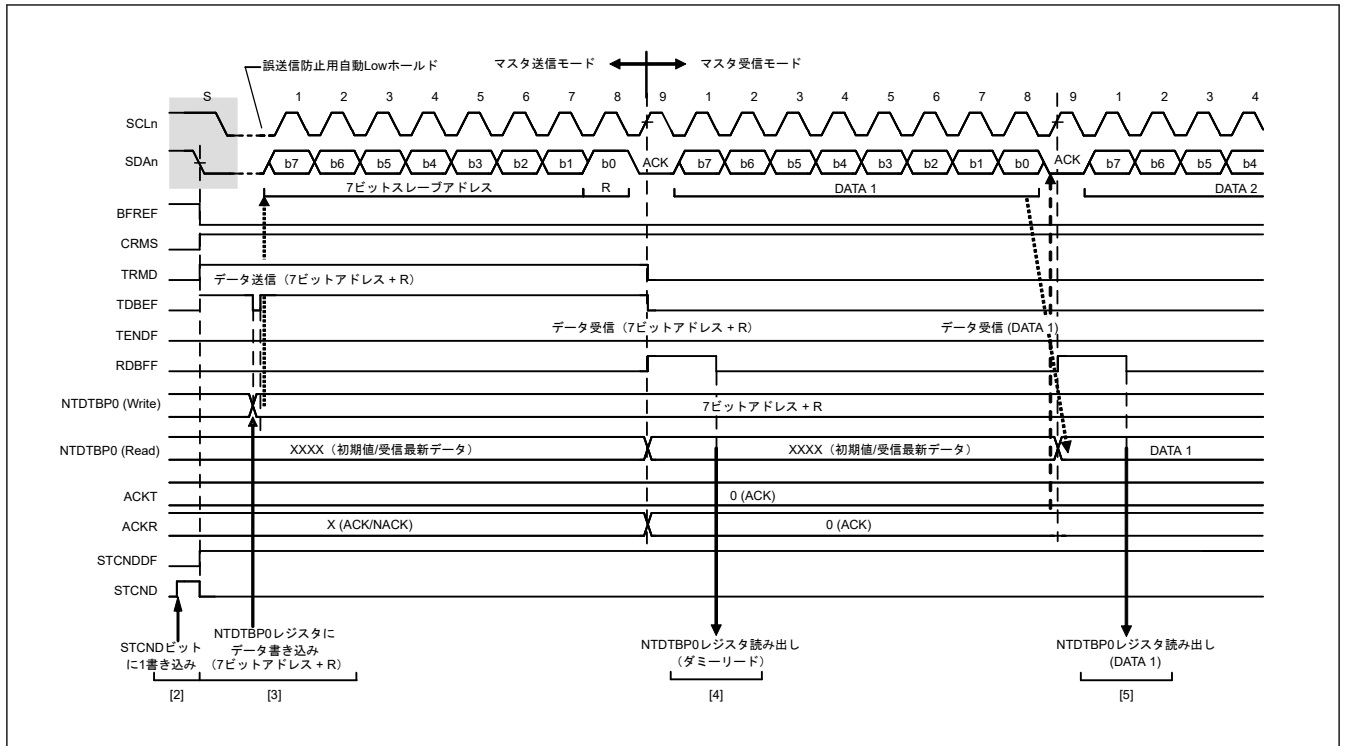 誤送信防止用自動Lowホールド
マスタ送信モード
マスタ受信モード
S 1 2 3 4 5 6 7 8 9 1 2 3 4 5 6 7 8 9 1 2 3 4
SCLn
SDAn b7 b6 b5 b4 b3 b2 b1 b0 ACK b7 b6 b5 b4 b3 b2 b1 b0 ACK b7 b6 b5 b4
7ビットスレーブアドレス R DATA 1 DATA 2
BFREF
CRMS
TRMD データ送信（7ビットアドレス + R）
TDBEF
TENDF データ受信（7ビットアドレス + R） データ受信 (DATA 1)
RDBFF
NTDTBP0 (Write) 7ビットアドレス + R
NTDTBP0 (Read) XXXX（初期値/受信最新データ） XXXX（初期値/受信最新データ） DATA 1
ACKT 0 (ACK)
ACKR X (ACK/NACK) 0 (ACK)
STCNDDF
STCND
STCNDビット
に1書き込み
[2]
NTDTBP0レジスタに
データ書き込み
（7ビットアドレス + R）
[3]
NTDTBP0レジスタ読み出し
（ダミーリード）
[4]
NTDTBP0レジスタ読み出し
(DATA 1)
[5]